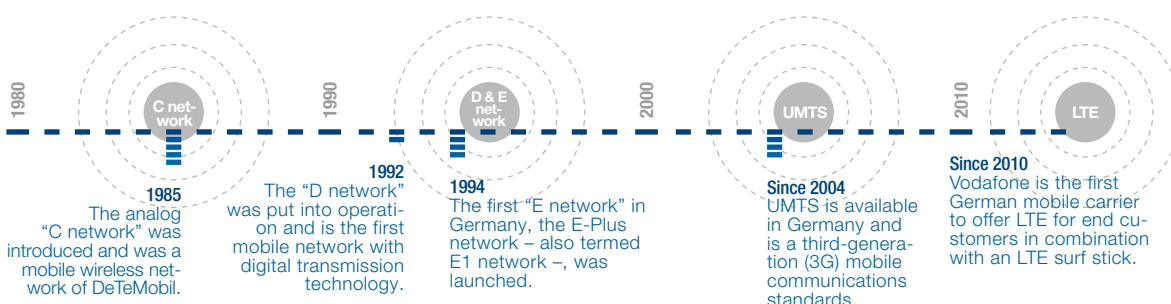 1980
C net-
work
1990
D & E
net-
work
2000
UMTS
2010
LTE
1985
The analog
“C network” was
introduced and was a
mobile wireless net-
work of DeTeMobil.
1992
The “D network”
was put into operati-
on and is the first
mobile network with
digital transmission
technology.
1994
The first “E network” in
Germany, the E-Plus
network – also termed
E1 network –, was
launched.
Since 2004
UMTS is available
in Germany and
is a third-genera-
tion (3G) mobile
communications
standards
Since 2010
Vodafone is the first
German mobile carrier
to offer LTE for end cu-
stomers in combination
with an LTE surf stick.